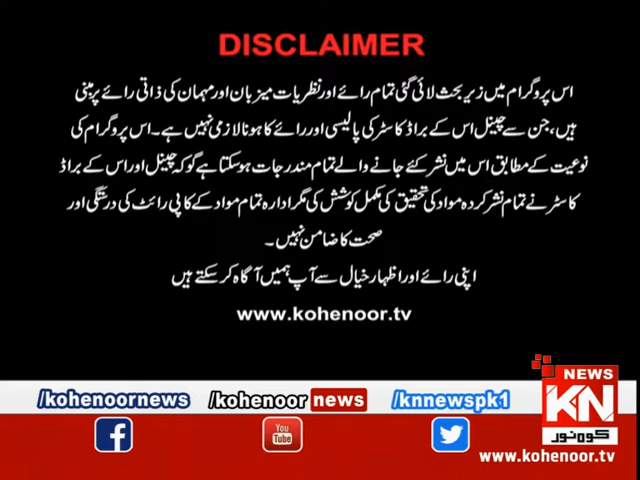 DISCLAIMER
اس پروگرام میں زیر بحث لائی گئی تمام رائے اور نظریات میزبان اور مہمان کی ذاتی رائے پر مبنی
ہیں، جن سے چینل اس کے براڈ کاسٹر کی پالیسی اور رائے کا ہونا لازمی نہیں ہے۔ اس پروگرام کی
نوعیت کے مطابق اس میں نشر کئے جانے والے تمام مندرجات ہو سکتا ہے گو کہ چینل اور اس کے براڈ
کاسٹر نے تمام نشر کردہ مواد کی تحقیق کی مکمل کوشش کی مگر ادارہ تمام مواد کے کاپی رائٹ کی درستگی اور
صحت کا ضامن نہیں۔
اپنی رائے اور اظہار خیال سے آپ ہمیں آگاہ کر سکتے ہیں
www.kohenoor.tv
/kohenoornews /kohenoor news /knnewspk1
You
Tube
NEWS
KN
کوہ نور
www.kohenoor.tv